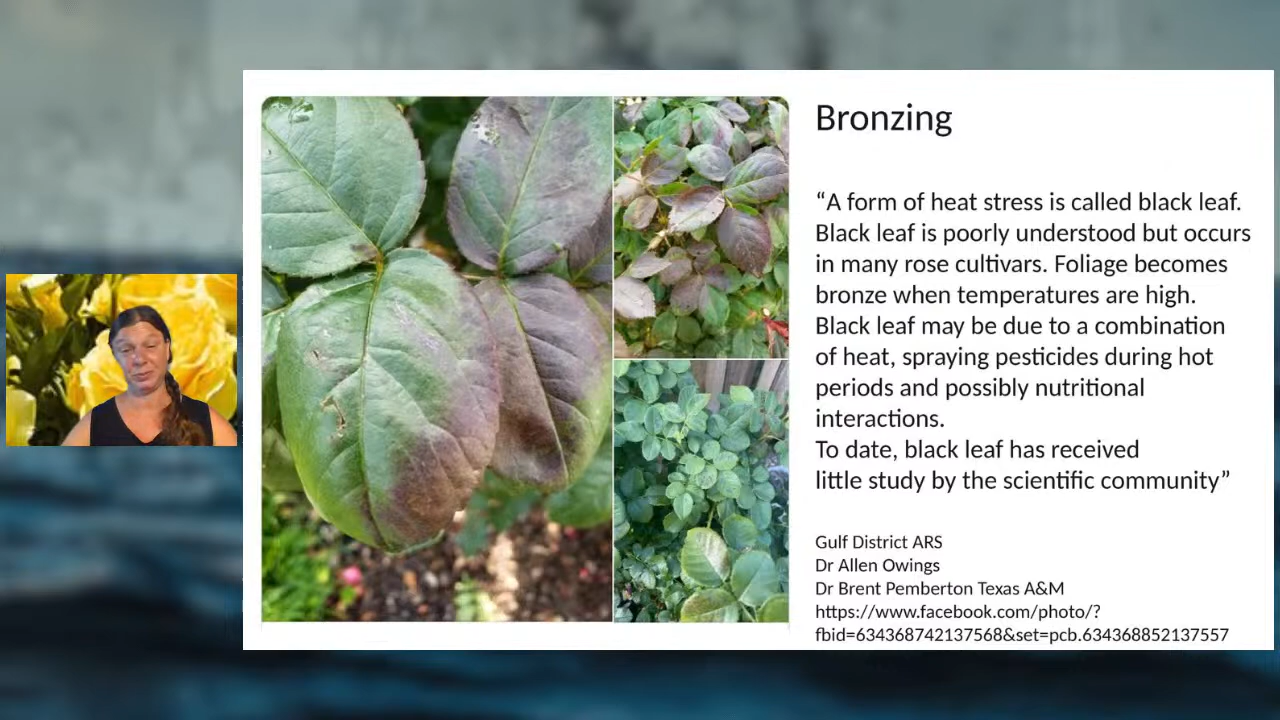 Bronzing
“A form of heat stress is called black leaf.
Black leaf is poorly understood but occurs
in many rose cultivars. Foliage becomes
bronze when temperatures are high.
Black leaf may be due to a combination
of heat, spraying pesticides during hot
periods and possibly nutritional
interactions.
To date, black leaf has received
little study by the scientific community”
Gulf District ARS
Dr Allen Owings
Dr Brent Pemberton Texas A&M
https://www.facebook.com/photo/?
fbid=634368742137568&set=pcb.634368852137557